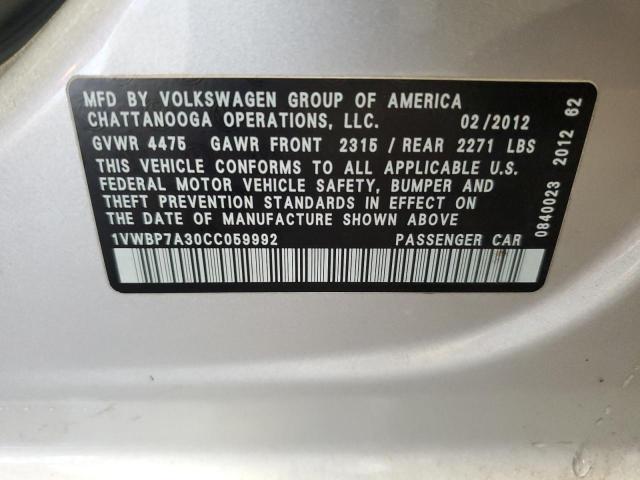 MFD BY VOLKSWAGEN GROUP OF AMERICA
CHATTANOOGA OPERATIONS, LLC. 02/2012
GVWR 4475 GAWR FRONT 2315 / REAR 2271 LBS
THIS VEHICLE CONFORMS TO ALL APPLICABLE U.S.
FEDERAL MOTOR VEHICLE SAFETY, BUMPER AND
THEFT PREVENTION STANDARDS IN EFFECT ON
THE DATE OF MANUFACTURE SHOWN ABOVE
1VWBP7A30CC059992 PASSENGER CAR
0840023 2012 62